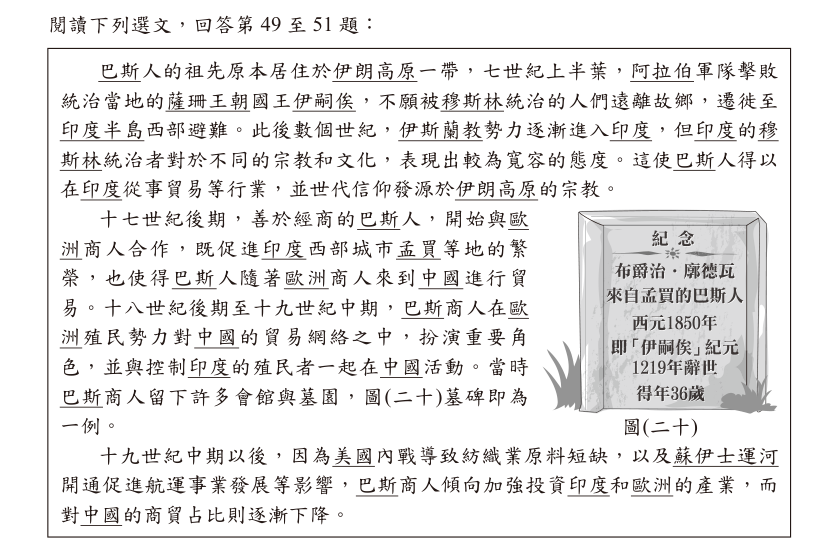 閱讀下列選文，回答第 49 至 51 題：
巴斯人的祖先原本居住於伊朗高原一帶，七世紀上半葉，阿拉伯軍隊擊敗
統治當地的薩珊王朝國王伊嗣俟，不願被穆斯林統治的人們遠離故鄉，遷徙至
印度半島西部避難。此後數個世紀，伊斯蘭教勢力逐漸進入印度，但印度的穆
斯林統治者對於不同的宗教和文化，表現出較為寬容的態度。這使巴斯人得以
在印度從事貿易等行業，並世代信仰發源於伊朗高原的宗教。
十七世紀後期，善於經商的巴斯人，開始與歐
洲商人合作，既促進印度西部城市孟買等地的繁
榮，也使得巴斯人隨著歐洲商人來到中國進行貿
易。十八世紀後期至十九世紀中期，巴斯商人在歐
洲殖民勢力對中國的貿易網絡之中，扮演重要角
色，並與控制印度的殖民者一起在中國活動。當時
巴斯商人留下許多會館與墓園，圖(二十)墓碑即為
一例。
紀念
布爵治．廓德瓦
來自孟買的巴斯人
西元1850年
即「伊嗣俟」紀元
1219年辭世
得年36歲
圖(二十)
十九世紀中期以後，因為美國內戰導致紡織業原料短缺，以及蘇伊士運河
開通促進航運事業發展等影響，巴斯商人傾向加強投資印度和歐洲的產業，而
對中國的商貿占比則逐漸下降。